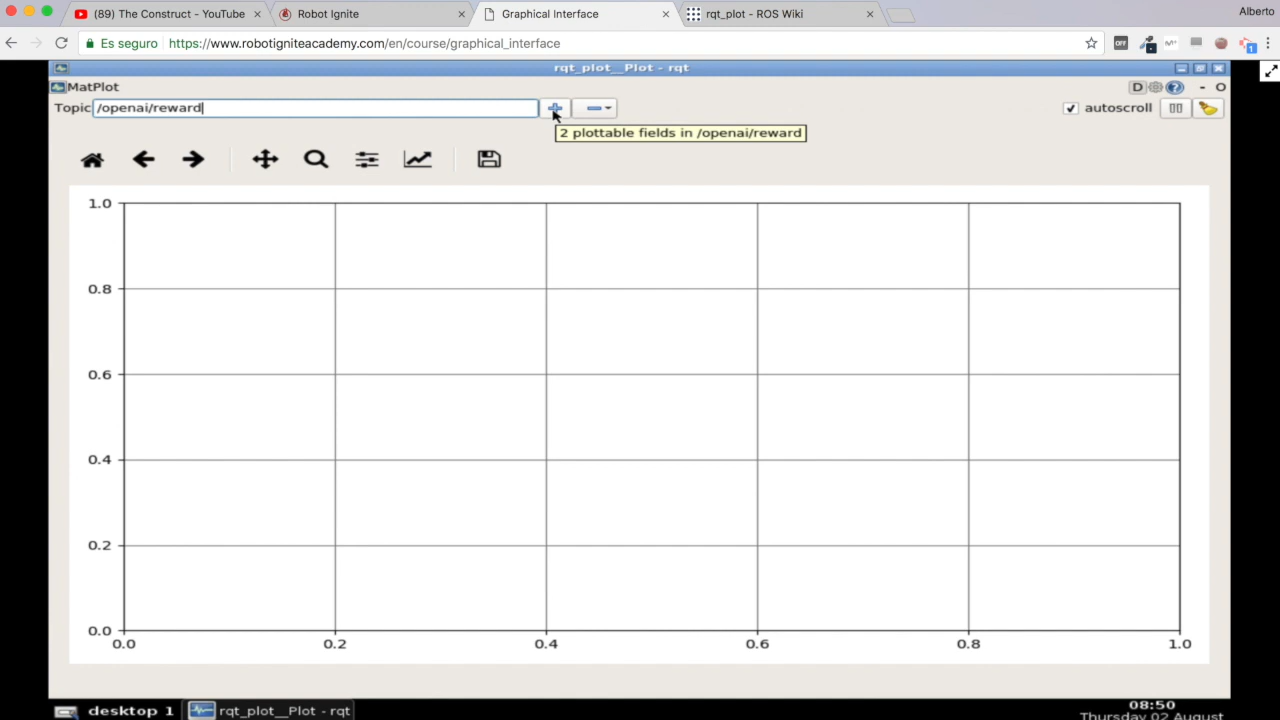 (89) The Construct - YouTube
Robot Ignite
Graphical Interface
rqt_plot - ROS Wiki
Alberto
Es seguro
https://www.robotigniteacademy.com/en/course/graphical_interface
OFF
1
rqt_plot__Plot - rqt
MatPlot
D
- O
Topic /openai/reward
autoscroll
2 plottable fields in /openai/reward
1.0
0.8
0.6
0.4
0.2
0.0
0.0 0.2 0.4 0.6 0.8 1.0
desktop 1
rqt_plot__Plot - rqt
08:50
Thursday 02 August